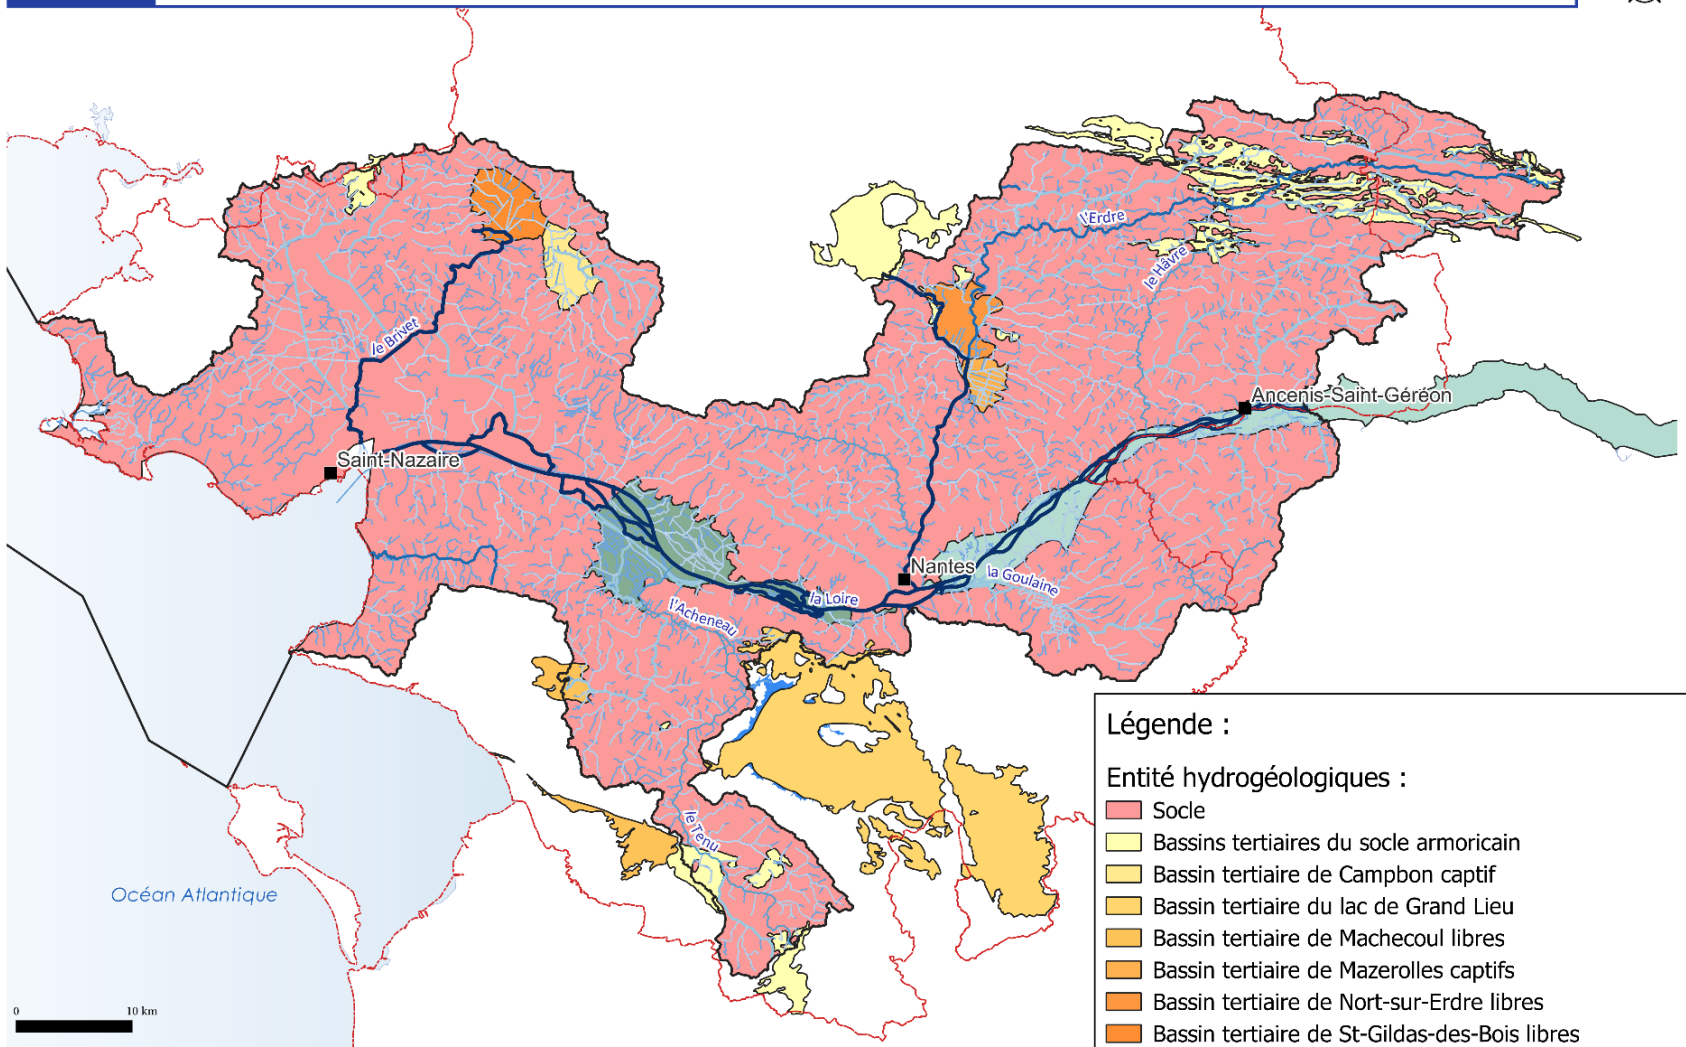 l'Erdre
le Hâvre
le Brivet
Ancenis-Saint-Géréon
Saint-Nazaire
Nantes
la Goulaine
la Loire
l'Acheneau
le Tenu
Océan Atlantique
0 10 km
Légende :
Entité hydrogéologiques :
Socle
Bassins tertiaires du socle armoricain
Bassin tertiaire de Campbon captif
Bassin tertiaire du lac de Grand Lieu
Bassin tertiaire de Machecoul libres
Bassin tertiaire de Mazerolles captifs
Bassin tertiaire de Nort-sur-Erdre libres
Bassin tertiaire de St-Gildas-des-Bois libres